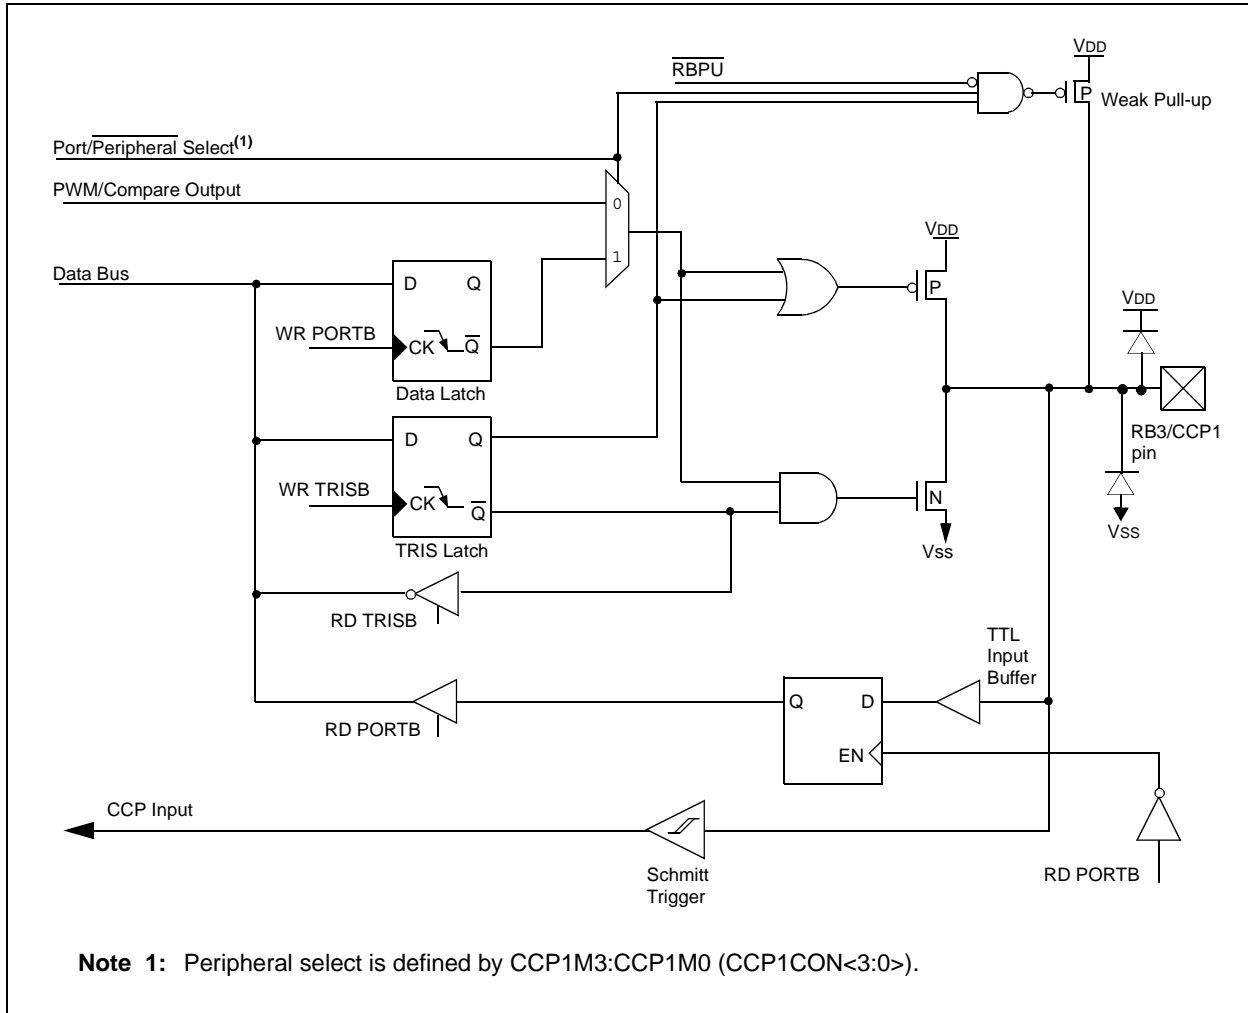 VDD
RBPU
P
Weak Pull-up
Port/Peripheral Select(1)
PWM/Compare Output
0
VDD
Data Bus
1
D Q
P
VDD
WR PORTB
CK Q
Data Latch
D Q
RB3/CCP1
pin
WR TRISB
CK Q
N
TRIS Latch
Vss
VSS
RD TRISB
TTL
Input
Buffer
Q D
RD PORTB
EN
CCP Input
Schmitt
Trigger
RD PORTB
Note 1: Peripheral select is defined by CCP1M3:CCP1M0 (CCP1CON<3:0>).